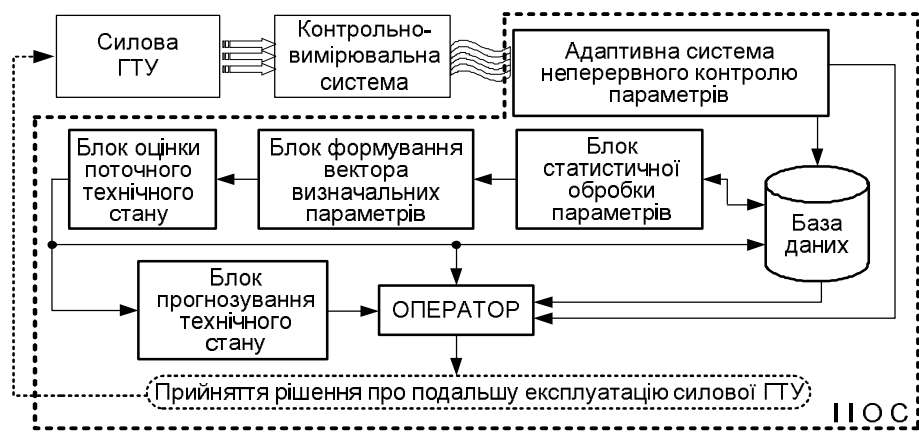 Силова
ГТУ
Контрольно-
вимірювальна
система
Адаптивна система
неперервного контролю
параметрів
Блок оцінки
поточного
технічного
стану
Блок формування
вектора
визначальних
параметрів
Блок
статистичної
обробки
параметрів
База
даних
Блок
прогнозування
технічного
стану
ОПЕРАТОР
Прийняття рішення про подальшу експлуатацію силової ГТУ
ІІОС